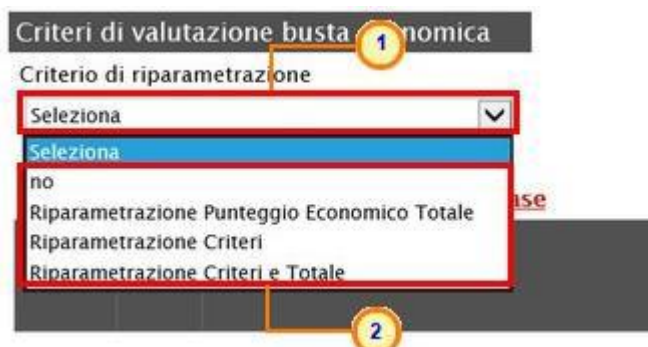 Criteri di valutazione busta nomica
1
Criterio di riparametrazione
Seleziona
Seleziona
no
Riparametrazione Punteggio Economico Totale
Riparametrazione Criteri
Riparametrazione Criteri e Totale
2